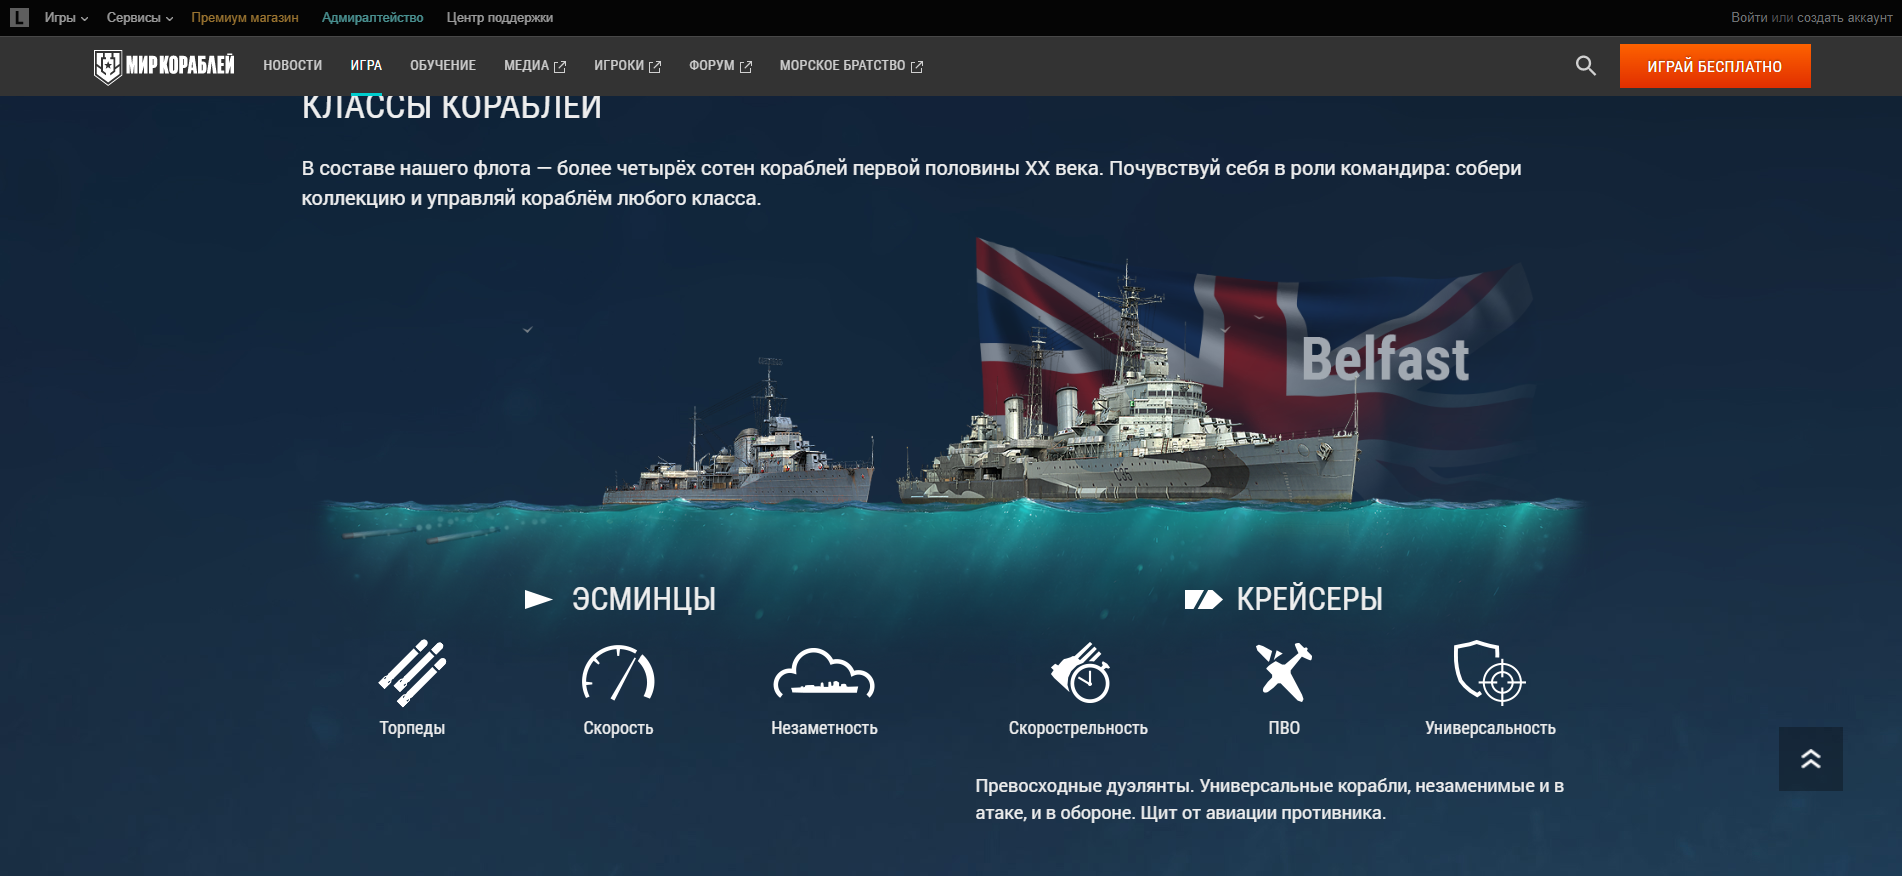 L Игры Сервисы Премиум магазин Адмиралтейство Центр поддержки Войти или создать аккаунт
МИР КОРАБЛЕЙ НОВОСТИ ИГРА ОБУЧЕНИЕ МЕДИА ИГРОКИ ФОРУМ МОРСКОЕ БРАТСТВО ИГРАЙ БЕСПЛАТНО
КЛАССЫ КОРАБЛЕЙ
В составе нашего флота — более четырёх сотен кораблей первой половины XX века. Почувствуй себя в роли командира: собери
коллекцию и управляй кораблём любого класса.
Belfast
C35
ЭСМИНЦЫ КРЕЙСЕРЫ
Торпеды Скорость Незаметность Скорострельность ПВО Универсальность
Превосходные дуэлянты. Универсальные корабли, незаменимые и в
атаке, и в обороне. Щит от авиации противника.